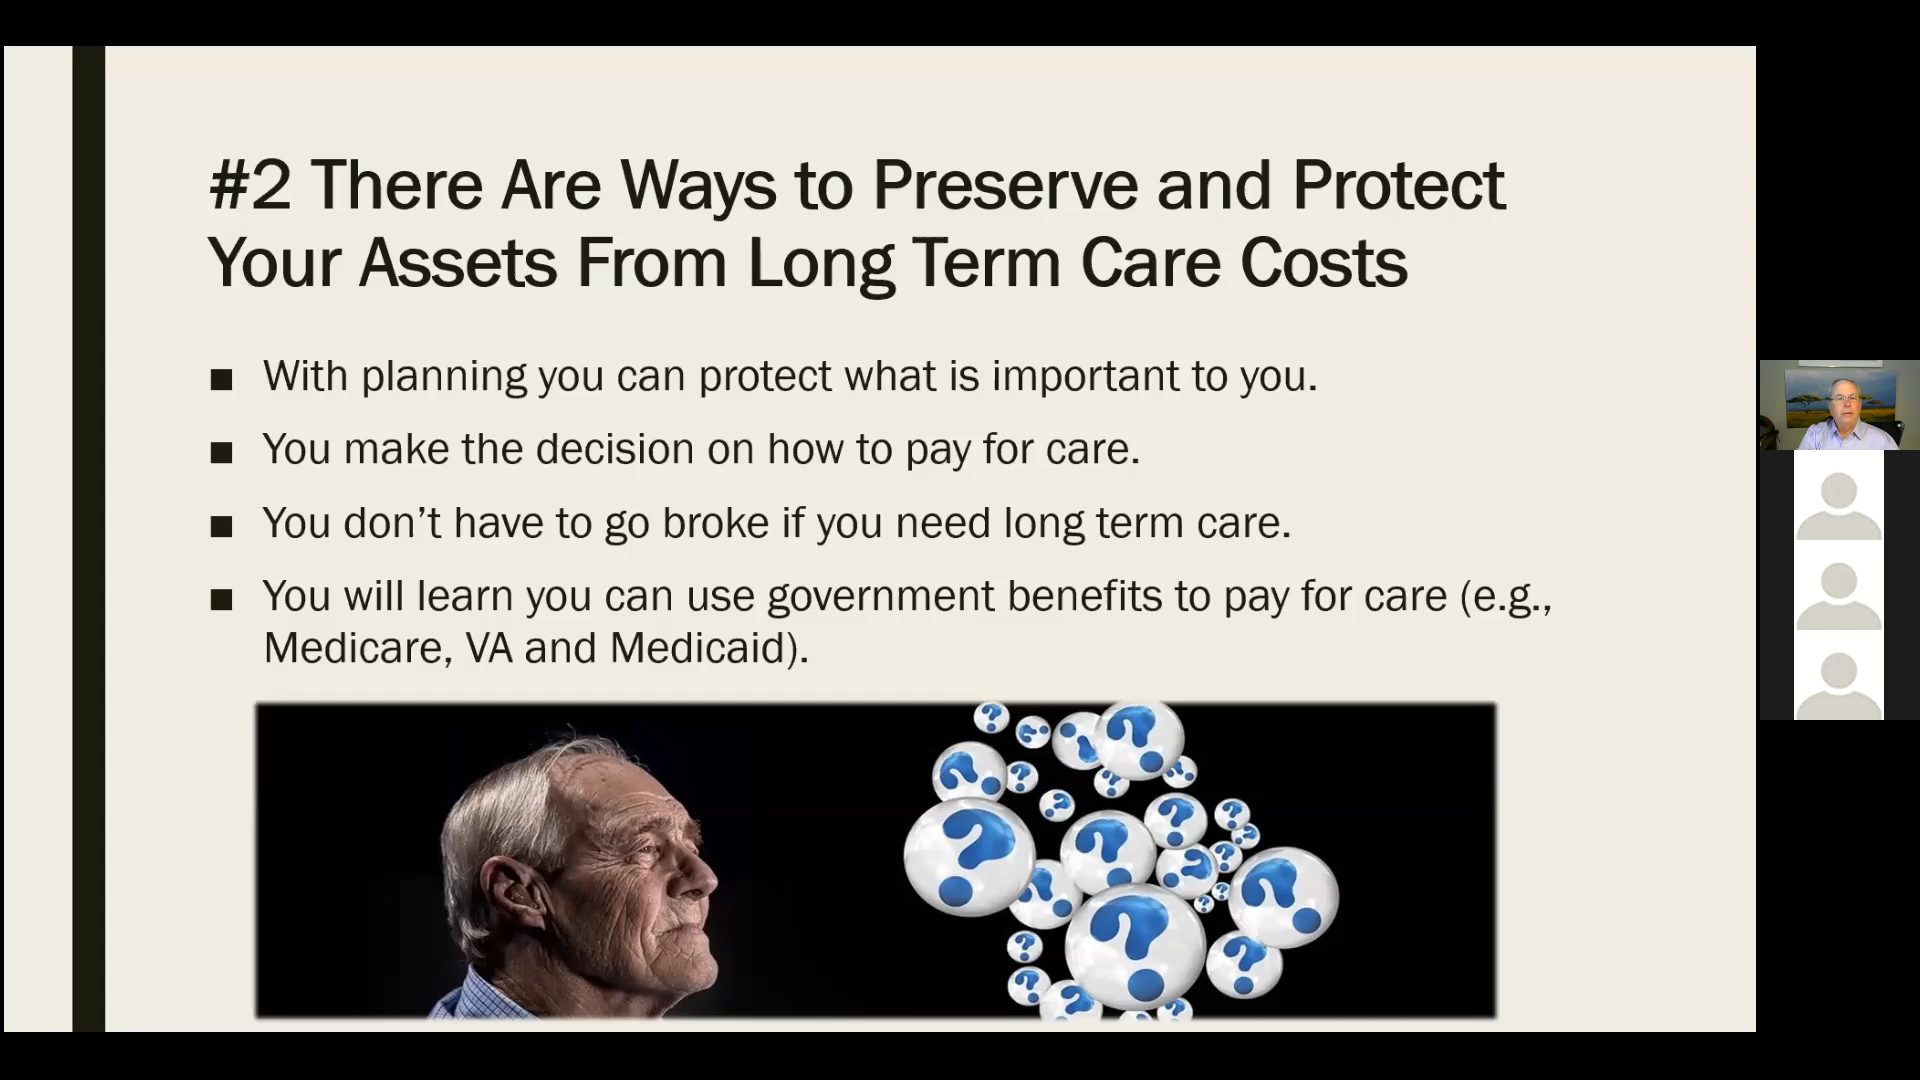 #2 There Are Ways to Preserve and Protect
Your Assets From Long Term Care Costs
■ With planning you can protect what is important to you.
■ You make the decision on how to pay for care.
■ You don’t have to go broke if you need long term care.
■ You will learn you can use government benefits to pay for care (e.g.,
Medicare, VA and Medicaid).